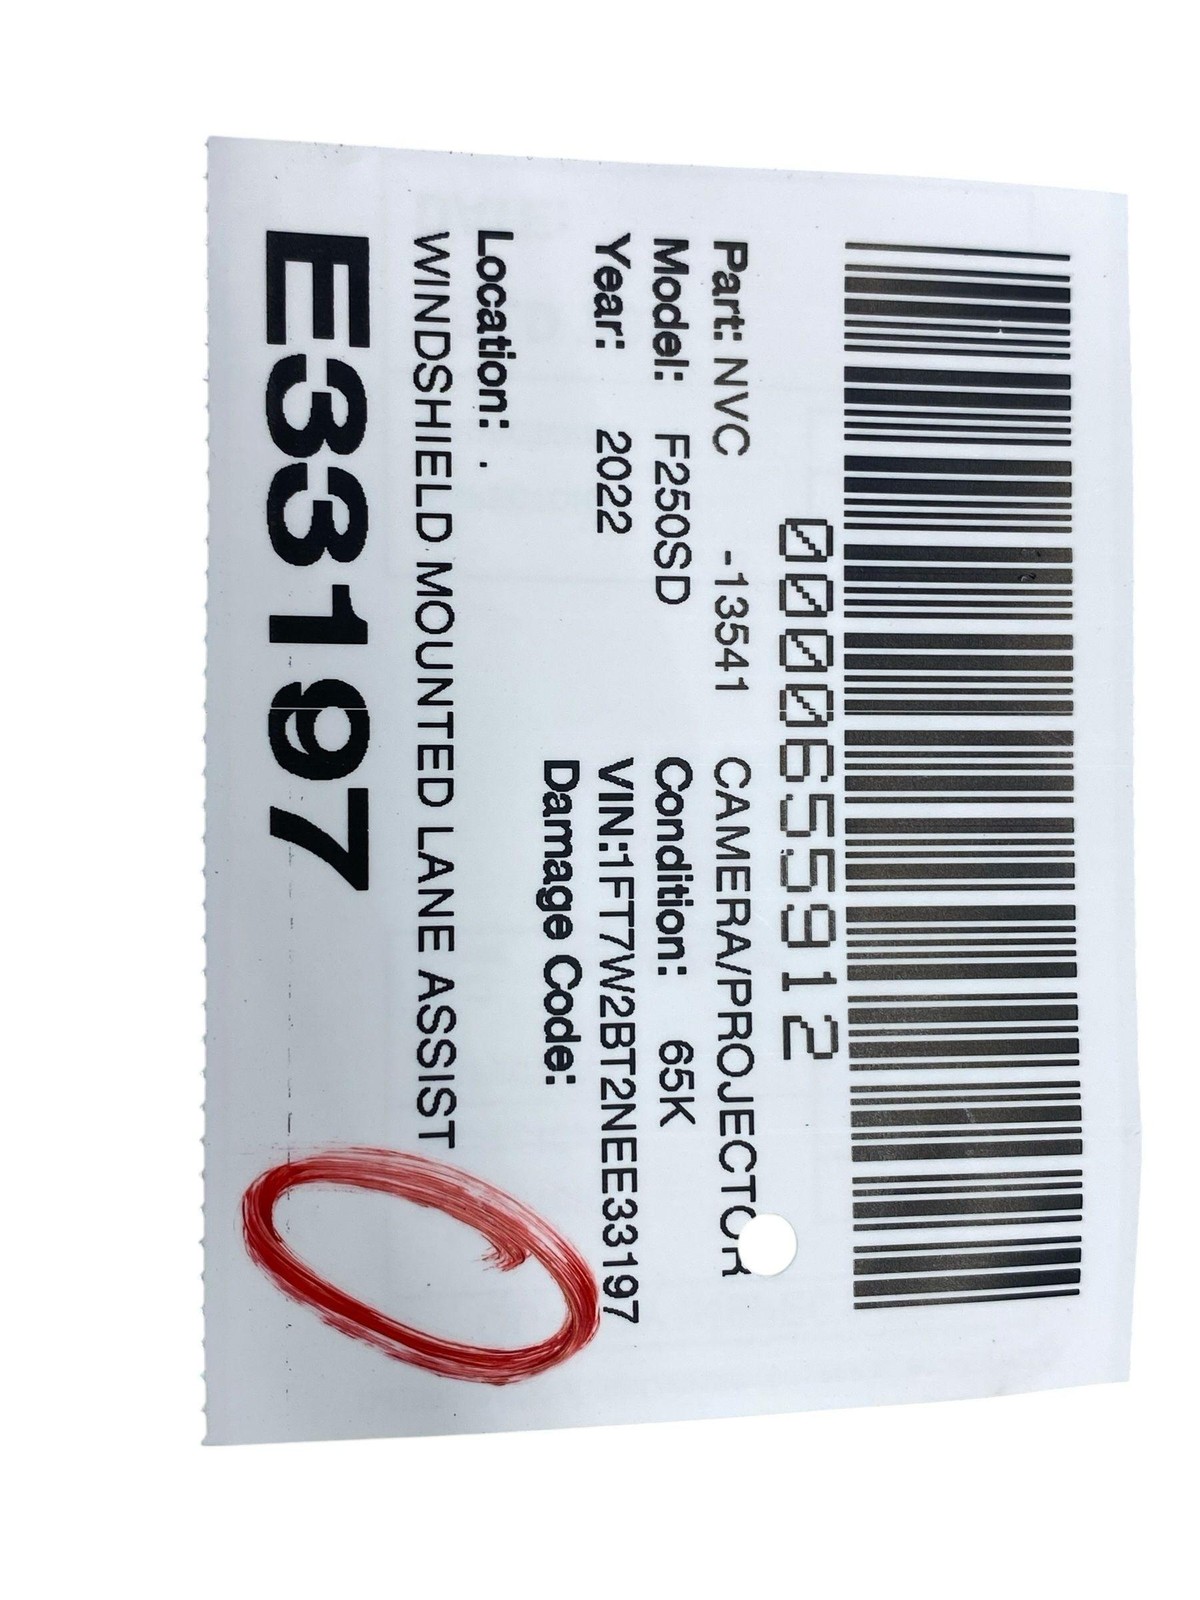 0000655912
Part: NVC -13541 CAMERA/PROJECTOR
Model: F250SD Condition: 65K
Year: 2022 VIN:1FT7W2BT2NEE33197
Damage Code:
Location: .
WINDSHIELD MOUNTED LANE ASSIST
E33197